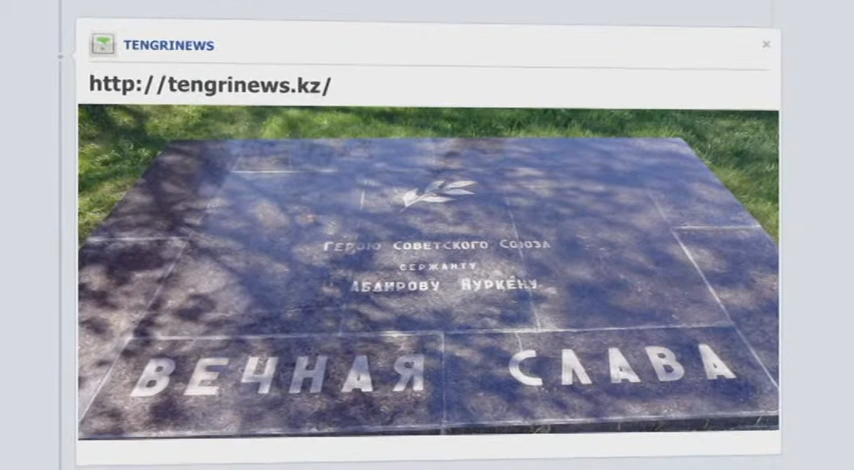 TENGRINEWS
http://tengrinews.kz/
Герою Советского Союза
сержанту
Абдирову Нуркену
ВЕЧНАЯ СЛАВА